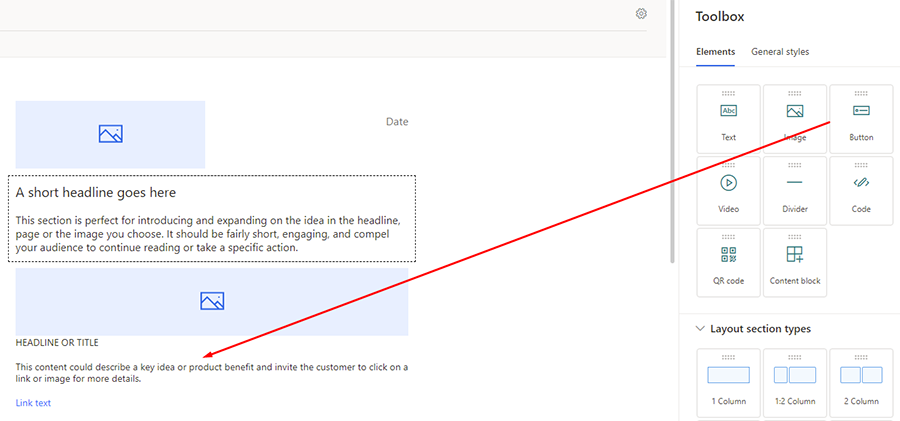 Toolbox
Elements
General styles
Abc
Text
Image
Button
Video
Divider
Code
QR code
Content block
Layout section types
1 Column
1:2 Column
2 Column
Date
A short headline goes here
This section is perfect for introducing and expanding on the idea in the headline,
page or the image you choose. It should be fairly short, engaging, and compel
your audience to continue reading or take a specific action.
HEADLINE OR TITLE
This content could describe a key idea or product benefit and invite the customer to click on a
link or image for more details.
Link text